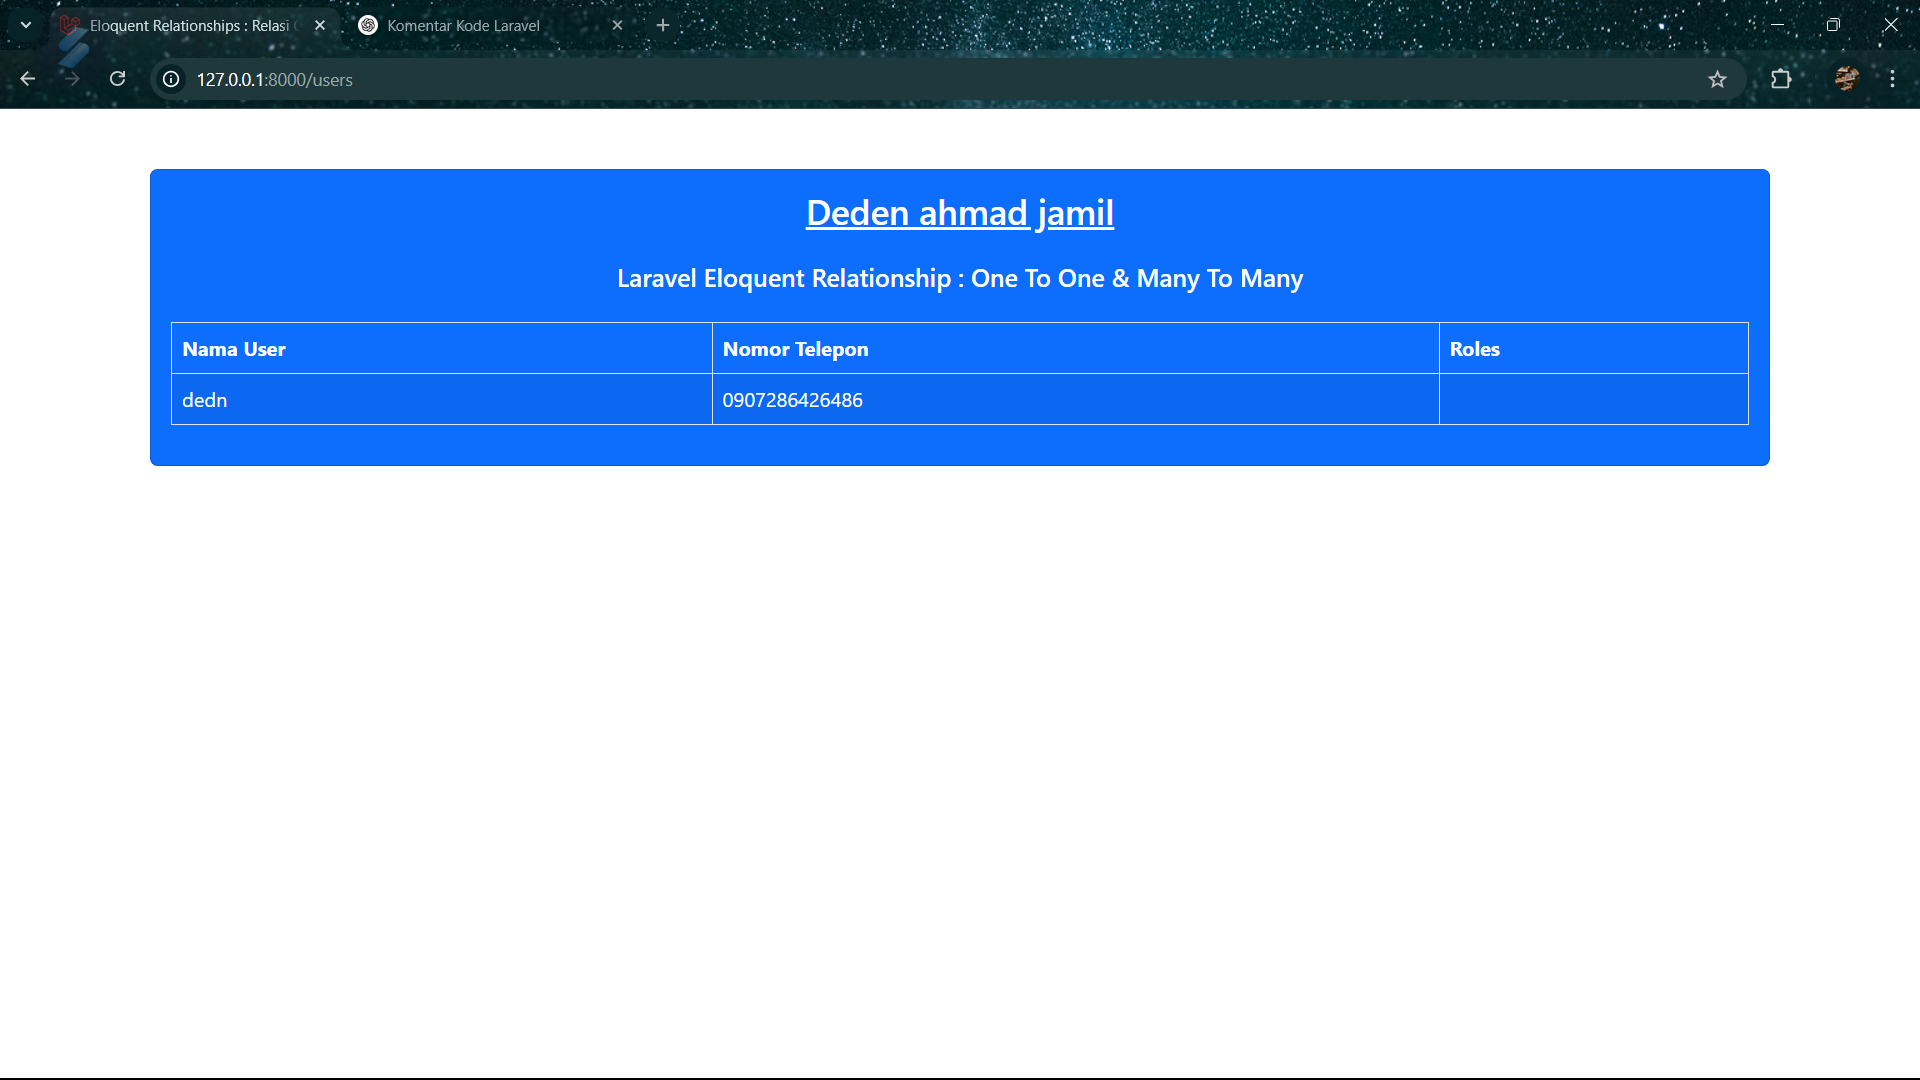 Eloquent Relationships : Relasi
Komentar Kode Laravel
127.0.0.1:8000/users
Deden ahmad jamil
Laravel Eloquent Relationship : One To One & Many To Many
Nama User Nomor Telepon Roles
dedn 0907286426486